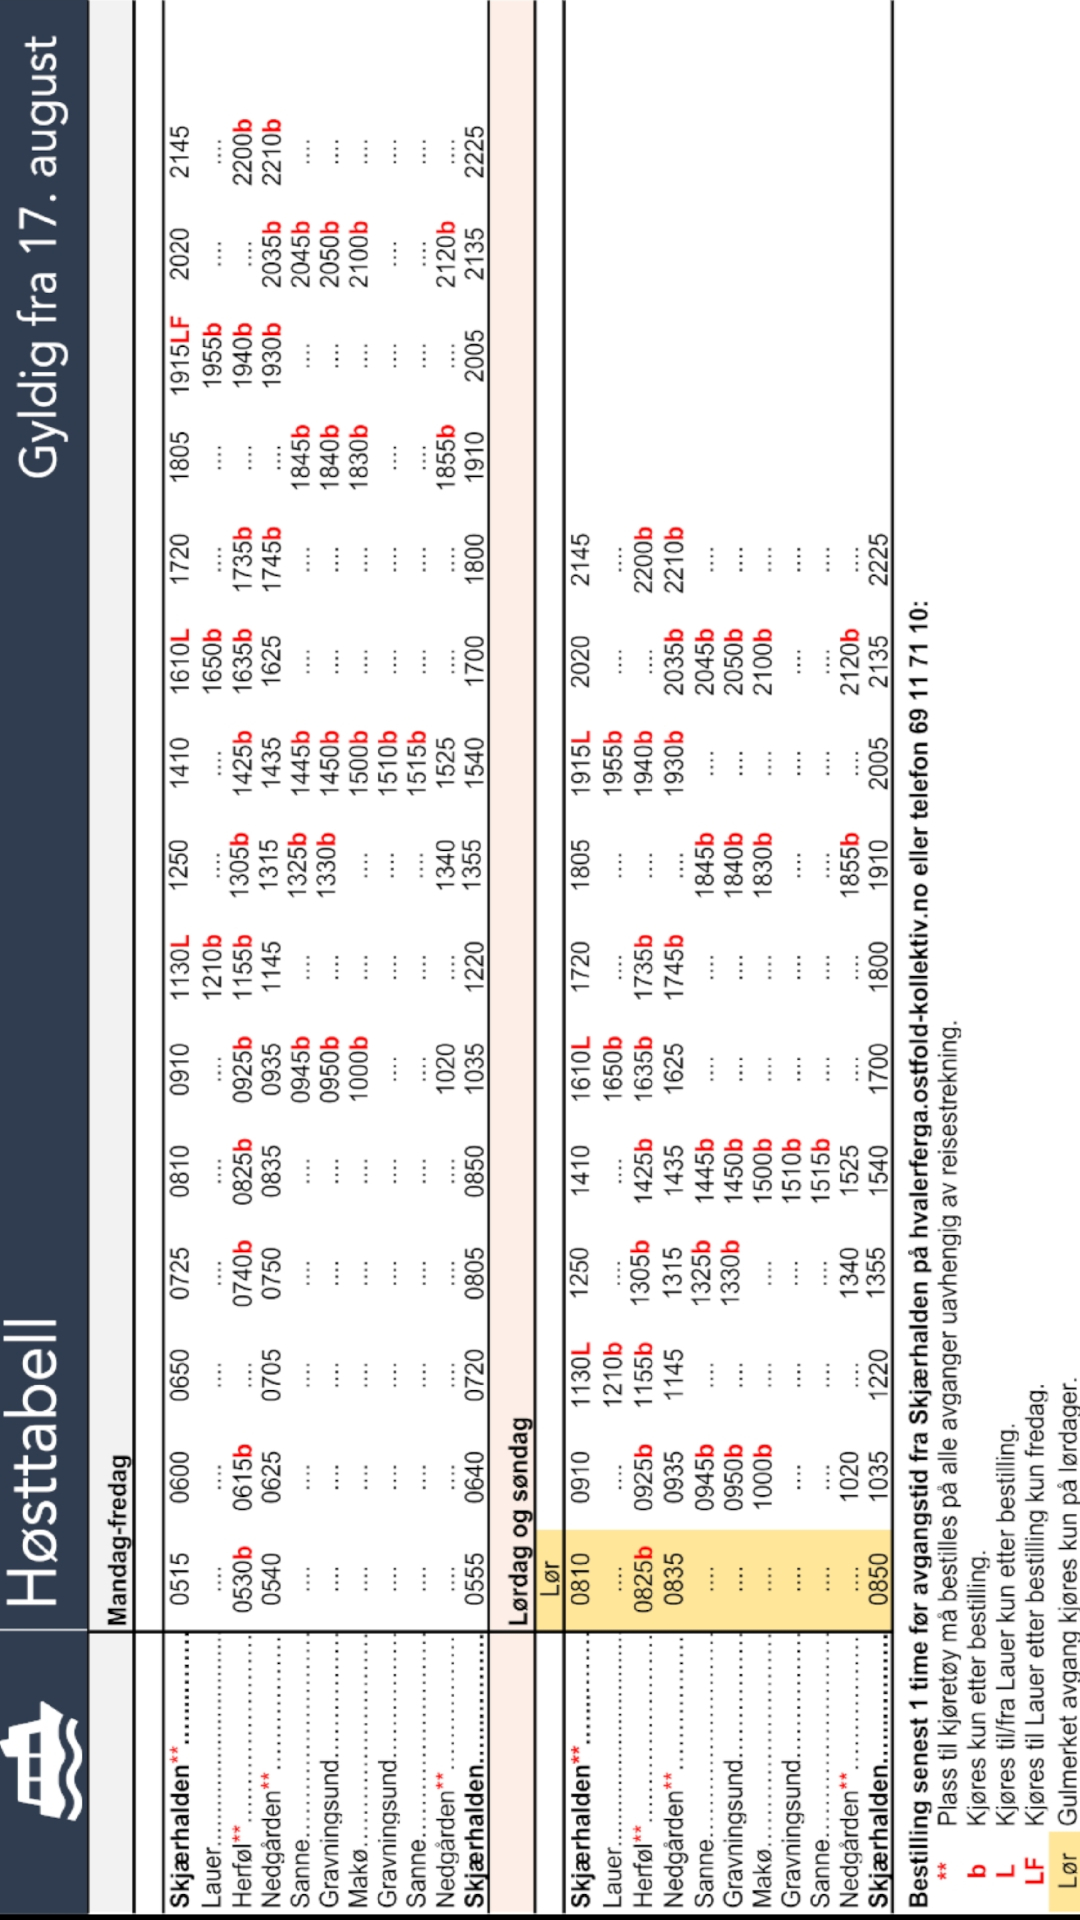 Høsttabell Gyldig fra 17. august
Mandag-fredag
Skjærhalden**.......... 0515 0600 0650 0725 0810 0910 1130L 1250 1410 1610L 1720 1805 1915LF 2020 2145
Lauer.......... .... .... .... .... .... .... 1210b .... .... 1650b .... .... 1955b .... ....
Herføl**.......... 0530b 0615b .... 0740b 0825b 0925b 1155b 1305b 1425b 1635b 1735b .... 1940b .... 2200b
Nedgården**.......... 0540 0625 0705 0750 0835 0935 1145 1315 1435 1625 1745b .... 1930b 2035b 2210b
Sanne.......... .... .... .... .... .... 0945b .... 1325b 1445b .... .... 1845b .... 2045b ....
Gravningsund.......... .... .... .... .... .... 0950b .... 1330b 1450b .... .... 1840b .... 2050b ....
Makø.......... .... .... .... .... .... 1000b .... .... 1500b .... .... 1830b .... 2100b ....
Gravningsund.......... .... .... .... .... .... .... .... .... 1510b .... .... .... .... .... ....
Sanne.......... .... .... .... .... .... .... .... .... 1515b .... .... .... .... .... ....
Nedgården**.......... .... .... .... .... .... 1020 .... 1340 1525 .... .... 1855b .... 2120b ....
Skjærhalden.......... 0555 0640 0720 0805 0850 1035 1220 1355 1540 1700 1800 1910 2005 2135 2225
Lørdag og søndag
Lør
Skjærhalden**.......... 0810 0910 1130L 1250 1410 1610L 1720 1805 1915L 2020 2145
Lauer.......... .... .... 1210b .... .... 1650b .... .... 1955b .... ....
Herføl**.......... 0825b 0925b 1155b 1305b 1425b 1635b 1735b .... 1940b .... 2200b
Nedgården**.......... 0835 0935 1145 1315 1435 1625 1745b .... 1930b 2035b 2210b
Sanne.......... .... 0945b .... 1325b 1445b .... .... 1845b .... 2045b ....
Gravningsund.......... .... 0950b .... 1330b 1450b .... .... 1840b .... 2050b ....
Makø.......... .... 1000b .... .... 1500b .... .... 1830b .... 2100b ....
Gravningsund.......... .... .... .... .... 1510b .... .... .... .... .... ....
Sanne.......... .... .... .... .... 1515b .... .... .... .... .... ....
Nedgården**.......... .... 1020 .... 1340 1525 .... .... 1855b .... 2120b ....
Skjærhalden.......... 0850 1035 1220 1355 1540 1700 1800 1910 2005 2135 2225
Bestilling senest 1 time før avgangstid fra Skjærhalden på hvalerferga.ostfold-kollektiv.no eller telefon 69 11 71 10:
** Plass til kjøretøy må bestilles på alle avganger uavhengig av reisestrekning.
b Kjøres kun etter bestilling.
L Kjøres til/fra Lauer kun etter bestilling.
LF Kjøres til Lauer etter bestilling kun fredag.
Lør Gulmerket avgang kjøres kun på lørdager.